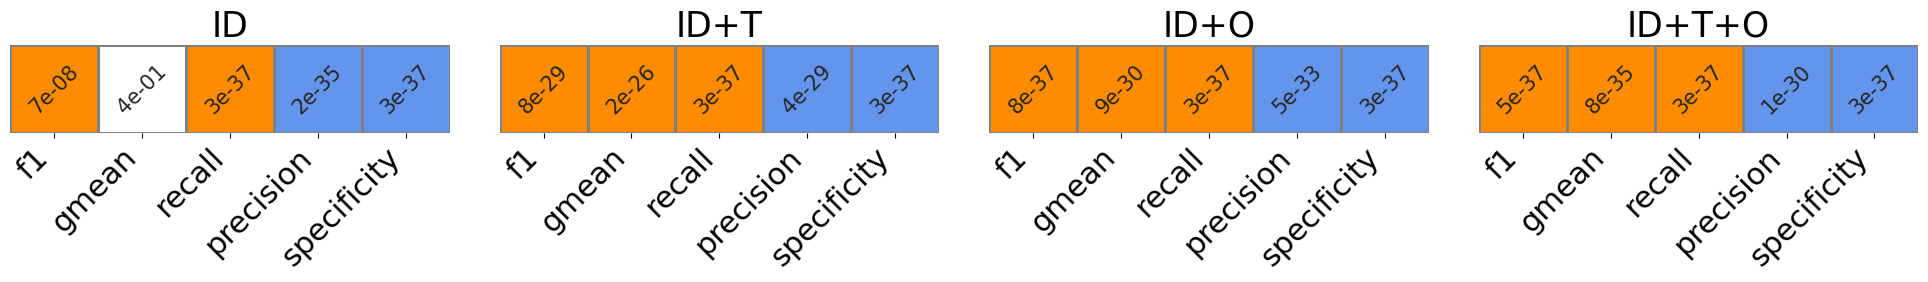 ID
7e-08 4e-01 3e-37 2e-35 3e-37
f1 gmean recall precision specificity
ID+T
8e-29 2e-26 3e-37 4e-29 3e-37
f1 gmean recall precision specificity
ID+O
8e-37 9e-30 3e-37 5e-33 3e-37
f1 gmean recall precision specificity
ID+T+O
5e-37 8e-35 3e-37 1e-30 3e-37
f1 gmean recall precision specificity